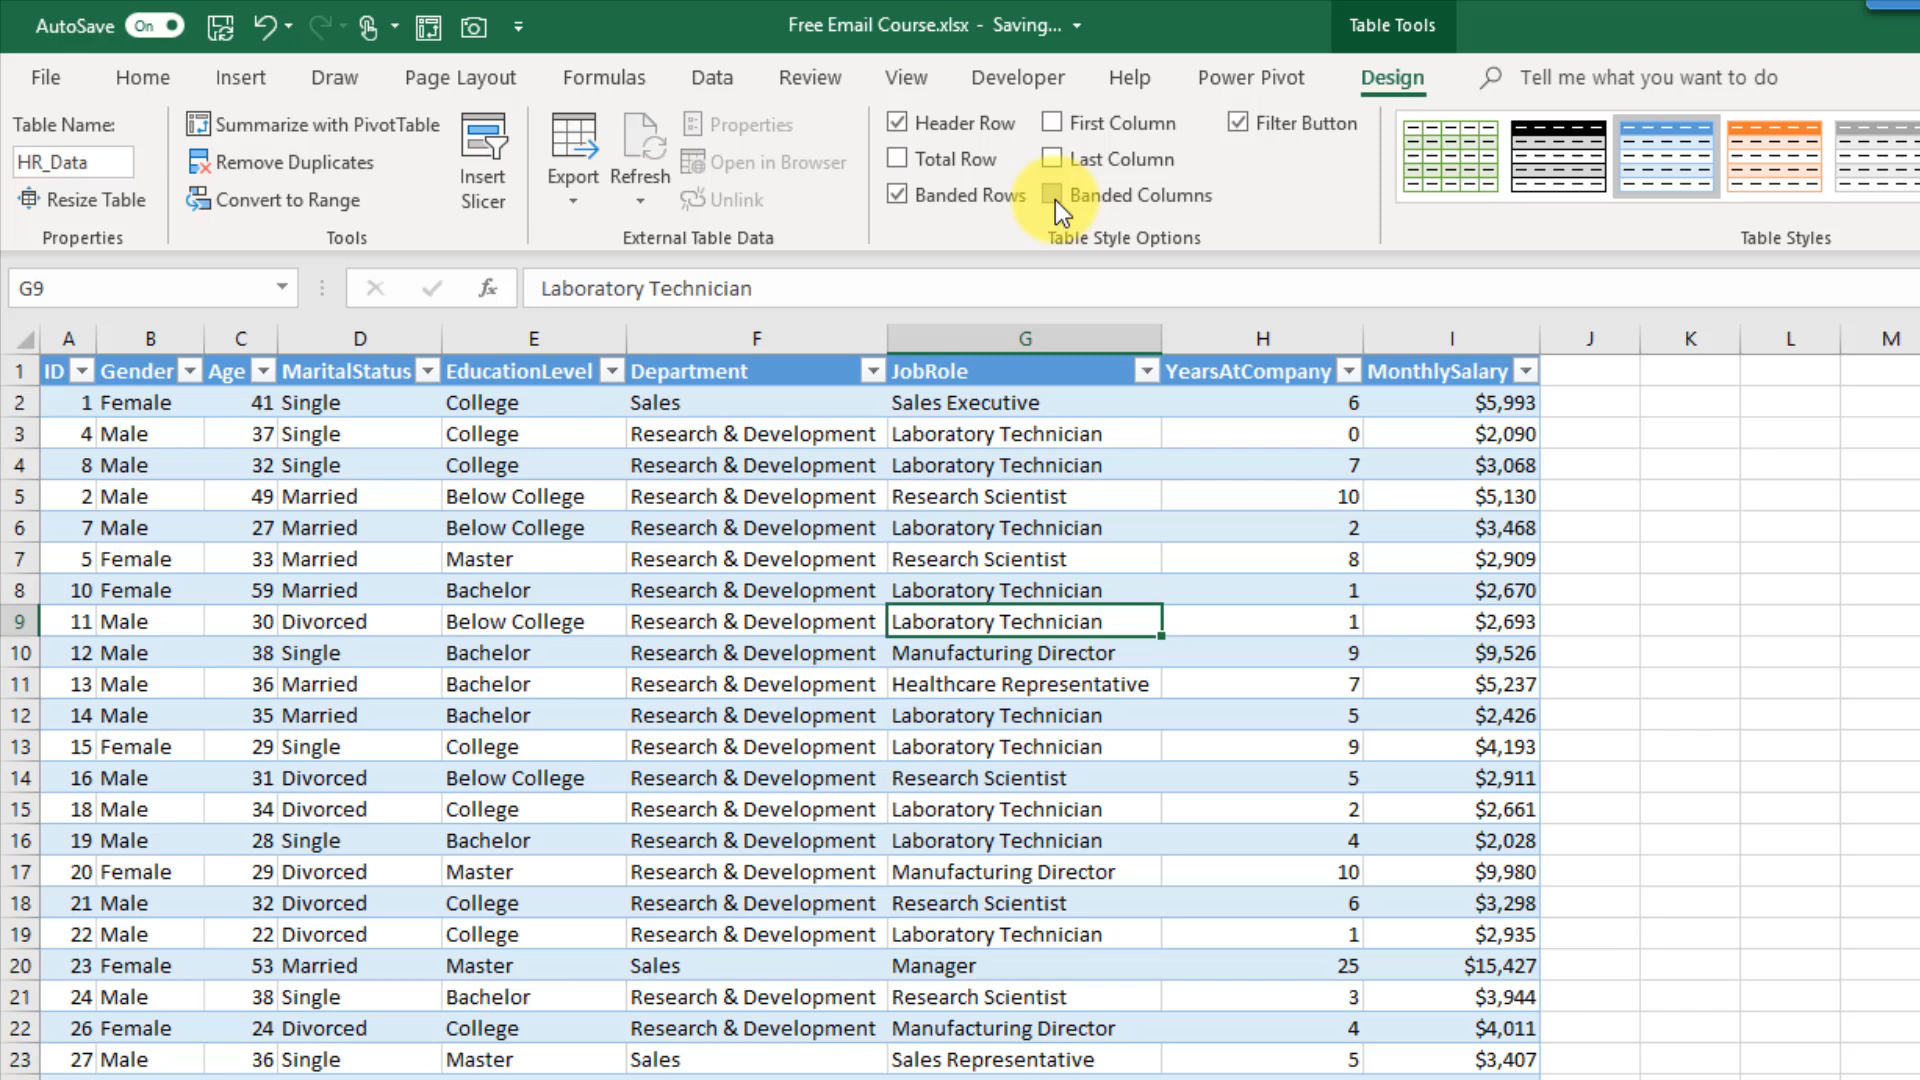 AutoSave On Free Email Course.xlsx - Saving... Table Tools
File Home Insert Draw Page Layout Formulas Data Review View Developer Help Power Pivot Design Tell me what you want to do
Table Name:
HR_Data
Resize Table
Properties
Summarize with PivotTable
Remove Duplicates
Convert to Range
Insert
Slicer
Tools
Export
Refresh
Properties
Open in Browser
Unlink
External Table Data
Header Row First Column Filter Button
Total Row Last Column
Banded Rows Banded Columns
Table Style Options
Table Styles
G9 fx Laboratory Technician
A B C D E F G H I J K L M
1 ID Gender Age MaritalStatus EducationLevel Department JobRole YearsAtCompany MonthlySalary
2 1 Female 41 Single College Sales Sales Executive 6 $5,993
3 4 Male 37 Single College Research & Development Laboratory Technician 0 $2,090
4 8 Male 32 Single College Research & Development Laboratory Technician 7 $3,068
5 2 Male 49 Married Below College Research & Development Research Scientist 10 $5,130
6 7 Male 27 Married Below College Research & Development Laboratory Technician 2 $3,468
7 5 Female 33 Married Master Research & Development Research Scientist 8 $2,909
8 10 Female 59 Married Bachelor Research & Development Laboratory Technician 1 $2,670
9 11 Male 30 Divorced Below College Research & Development Laboratory Technician 1 $2,693
10 12 Male 38 Single Bachelor Research & Development Manufacturing Director 9 $9,526
11 13 Male 36 Married Bachelor Research & Development Healthcare Representative 7 $5,237
12 14 Male 35 Married Bachelor Research & Development Laboratory Technician 5 $2,426
13 15 Female 29 Single College Research & Development Laboratory Technician 9 $4,193
14 16 Male 31 Divorced Below College Research & Development Research Scientist 5 $2,911
15 18 Male 34 Divorced College Research & Development Laboratory Technician 2 $2,661
16 19 Male 28 Single Bachelor Research & Development Laboratory Technician 4 $2,028
17 20 Female 29 Divorced Master Research & Development Manufacturing Director 10 $9,980
18 21 Male 32 Divorced College Research & Development Research Scientist 6 $3,298
19 22 Male 22 Divorced College Research & Development Laboratory Technician 1 $2,935
20 23 Female 53 Married Master Sales Manager 25 $15,427
21 24 Male 38 Single Bachelor Research & Development Research Scientist 3 $3,944
22 26 Female 24 Divorced College Research & Development Manufacturing Director 4 $4,011
23 27 Male 36 Single Master Sales Sales Representative 5 $3,407